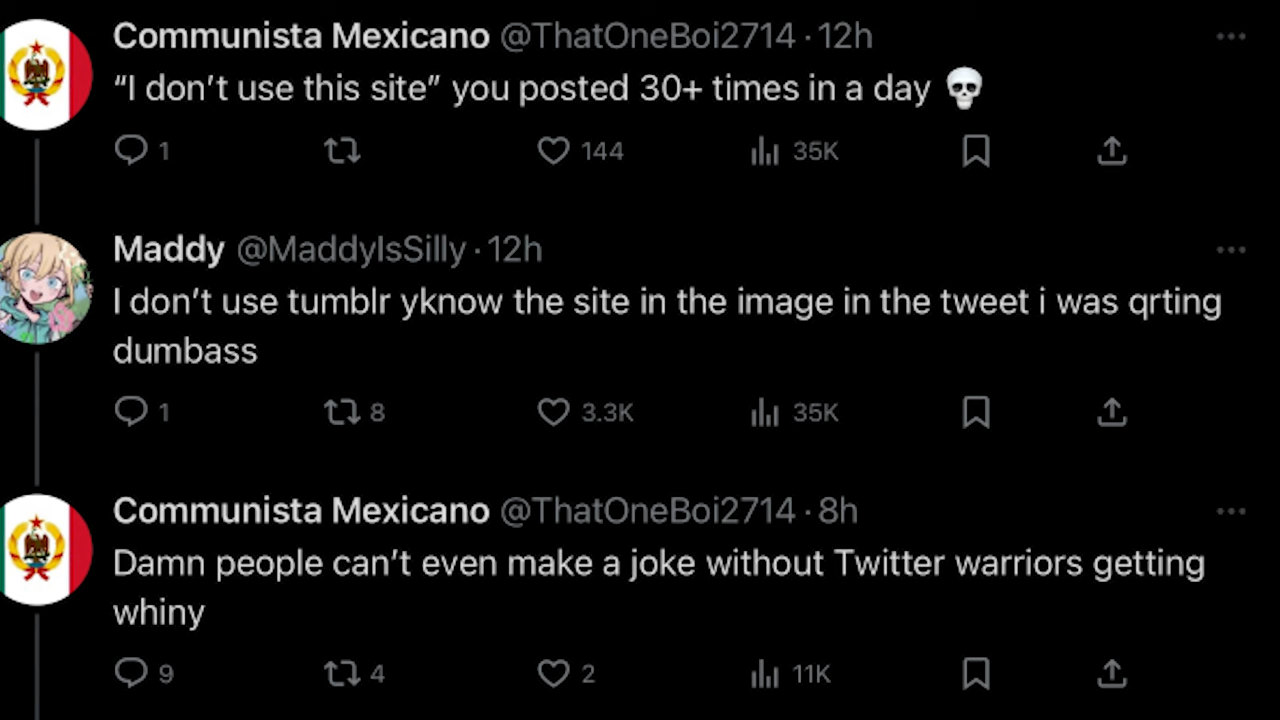 Communista Mexicano @ThatOneBoi2714 · 12h
“I don’t use this site” you posted 30+ times in a day 💀
1 144 35K
Maddy @MaddyIsSilly · 12h
I don’t use tumblr yknow the site in the image in the tweet i was qrting
dumbass
1 8 3.3K 35K
Communista Mexicano @ThatOneBoi2714 · 8h
Damn people can’t even make a joke without Twitter warriors getting
whiny
9 4 2 11K